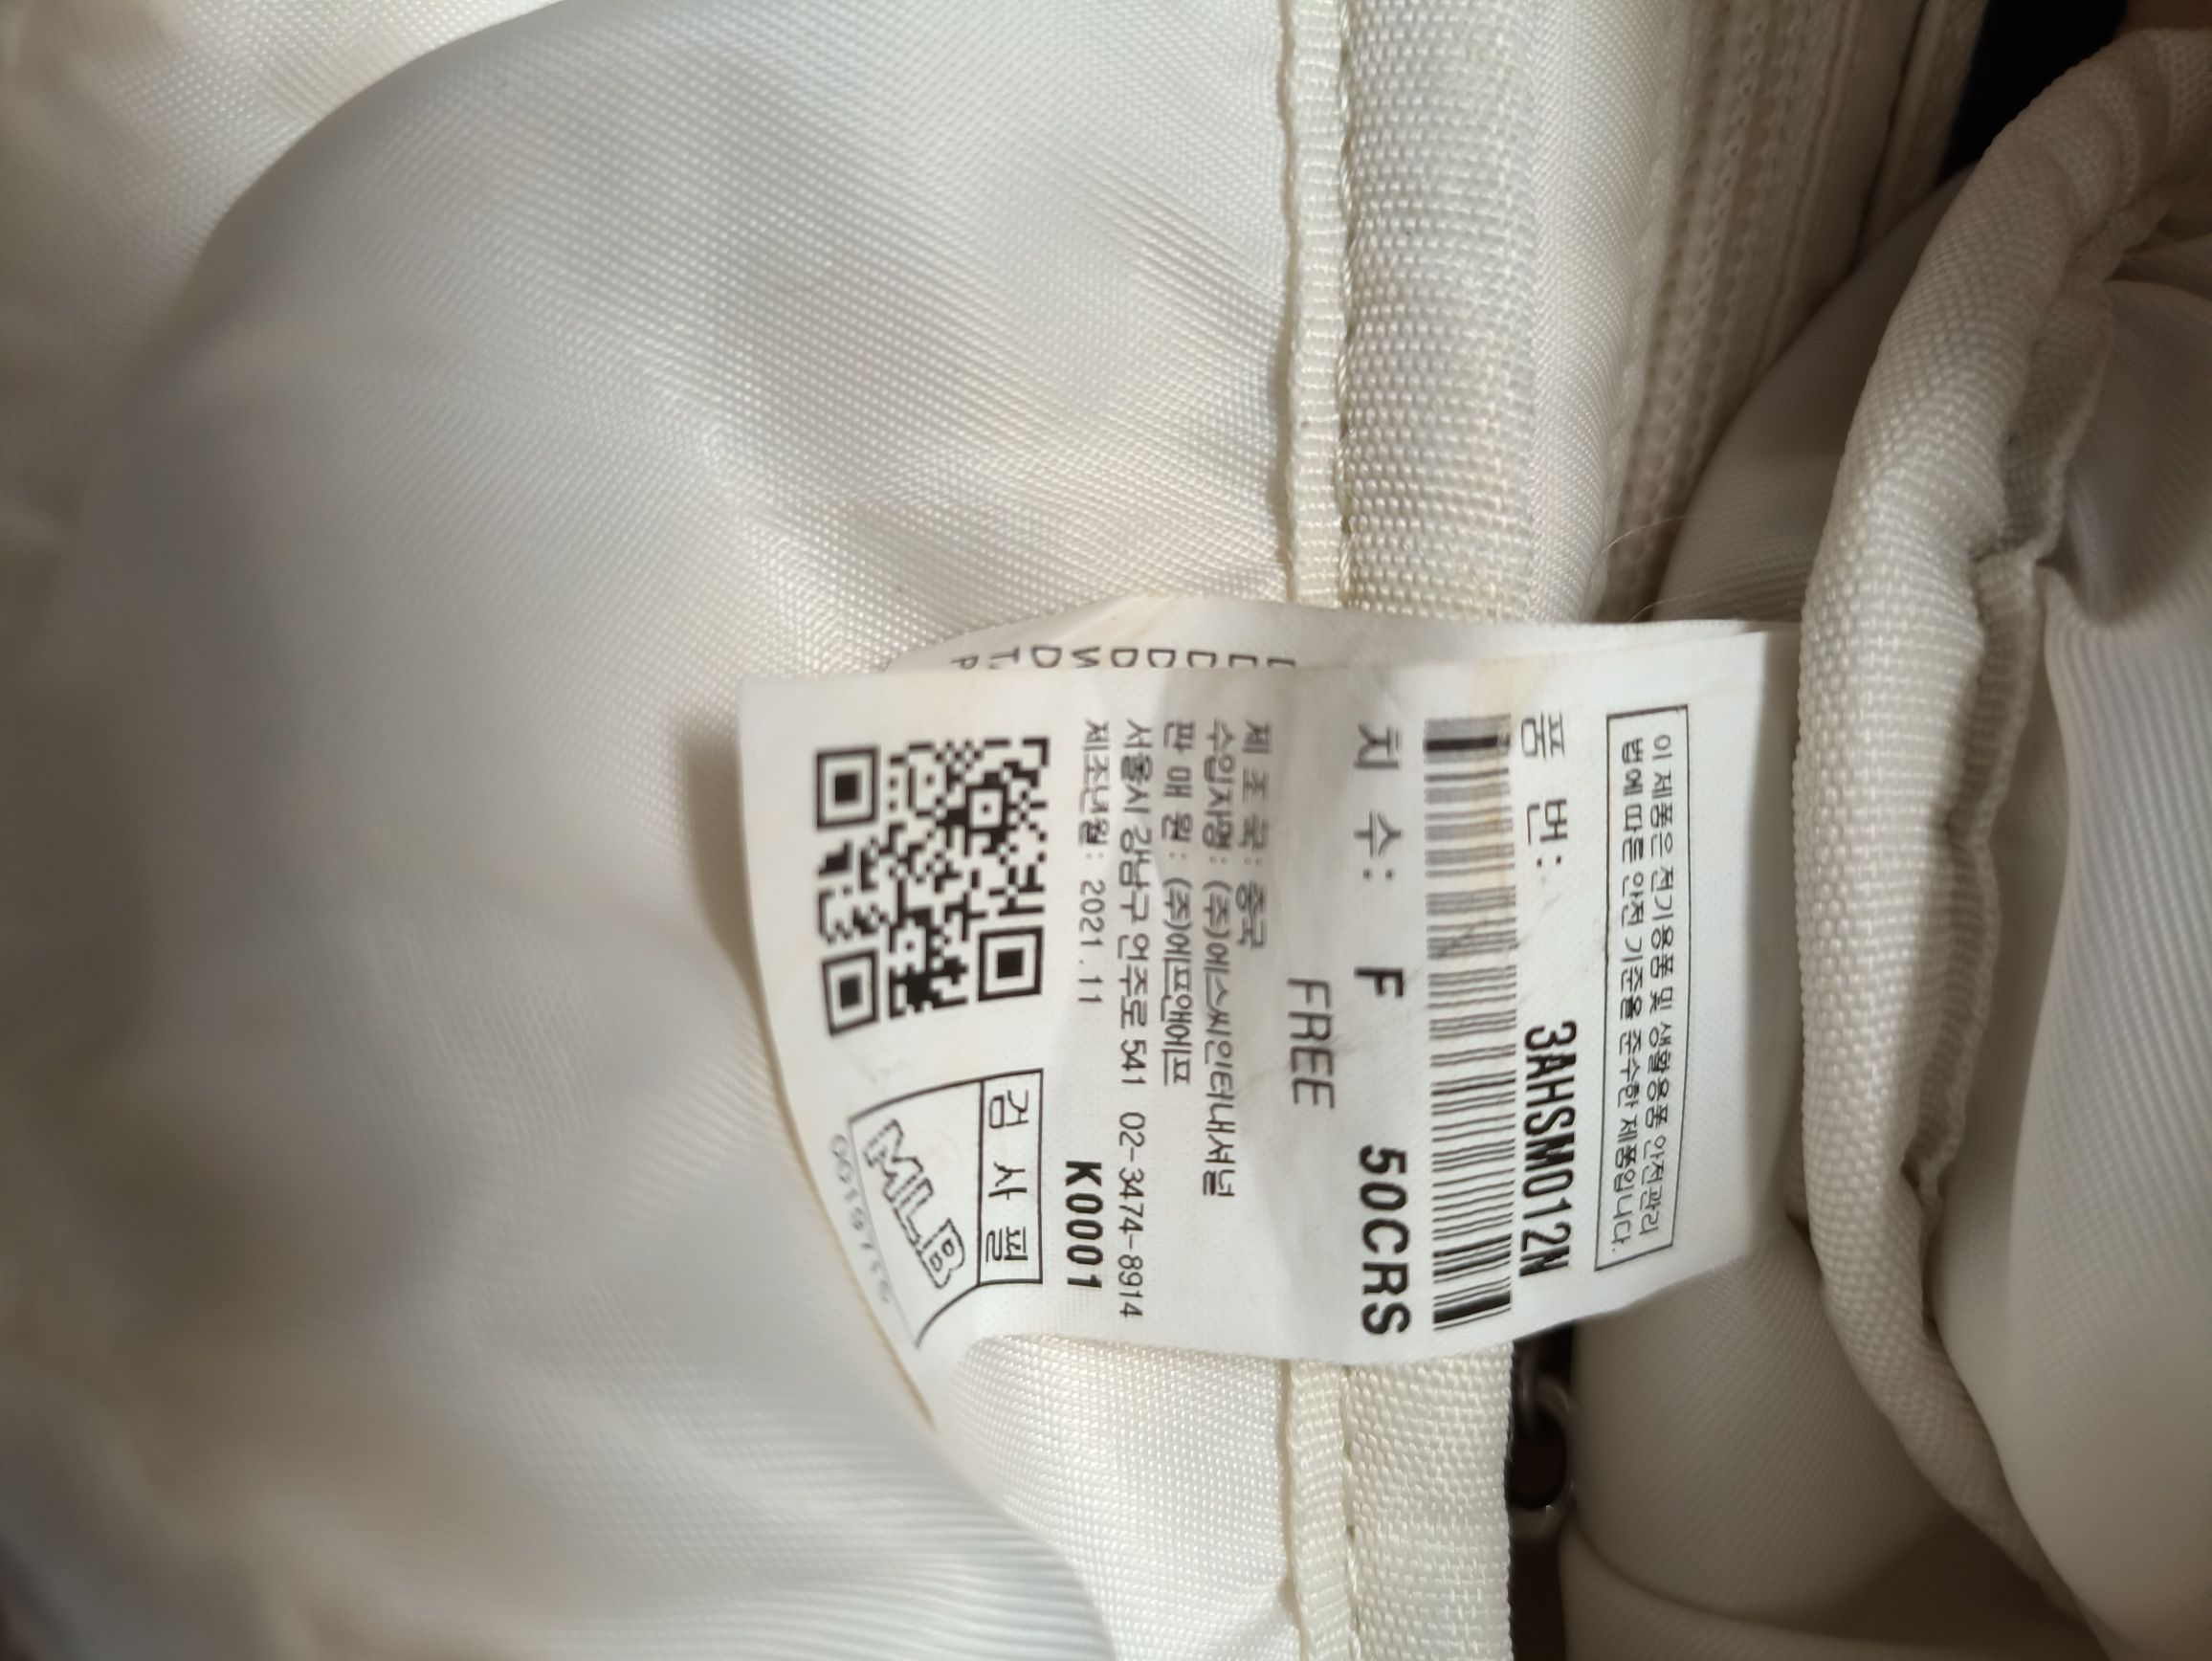 이 제품은 전기용품 및 생활용품 안전관리
법에 따른 안전 기준을 준수한 제품입니다.
품 번: 3AHSM012N
치 수: F 50CRS
FREE
제 조 국: 중국
수입자명: (주)에스씨인터내셔널
판 매 원: (주)에프앤에프
서울시 강남구 언주로 541 02-3474-8914
제조년월: 2021.11
K0001
검 사 필
MLB